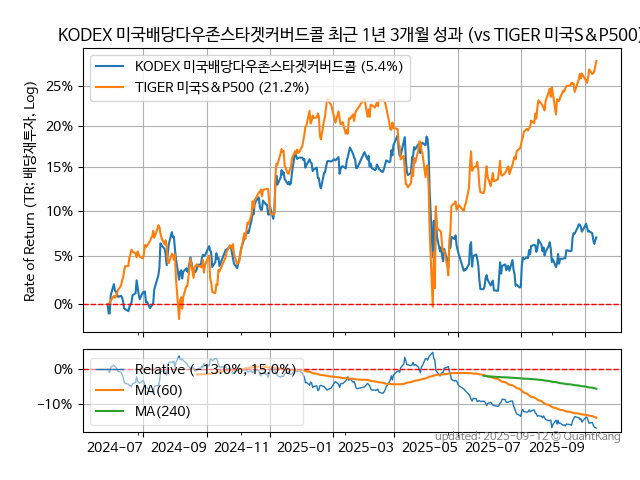 KODEX 미국배당다우존스타겟커버드콜 최근 1년 3개월 성과 (vs TIGER 미국S&P500)
Rate of Return (TR: 배당재투자, Log)
KODEX 미국배당다우존스타겟커버드콜 (5.4%)
TIGER 미국S&P500 (21.2%)
25%
20%
15%
10%
5%
0%
Relative (−13.0%, 15.0%)
MA(60)
MA(240)
0%
−10%
updated: 2025-09-12 © QuantKang
2024−07 2024−09 2024−11 2025−01 2025−03 2025−05 2025−07 2025−09